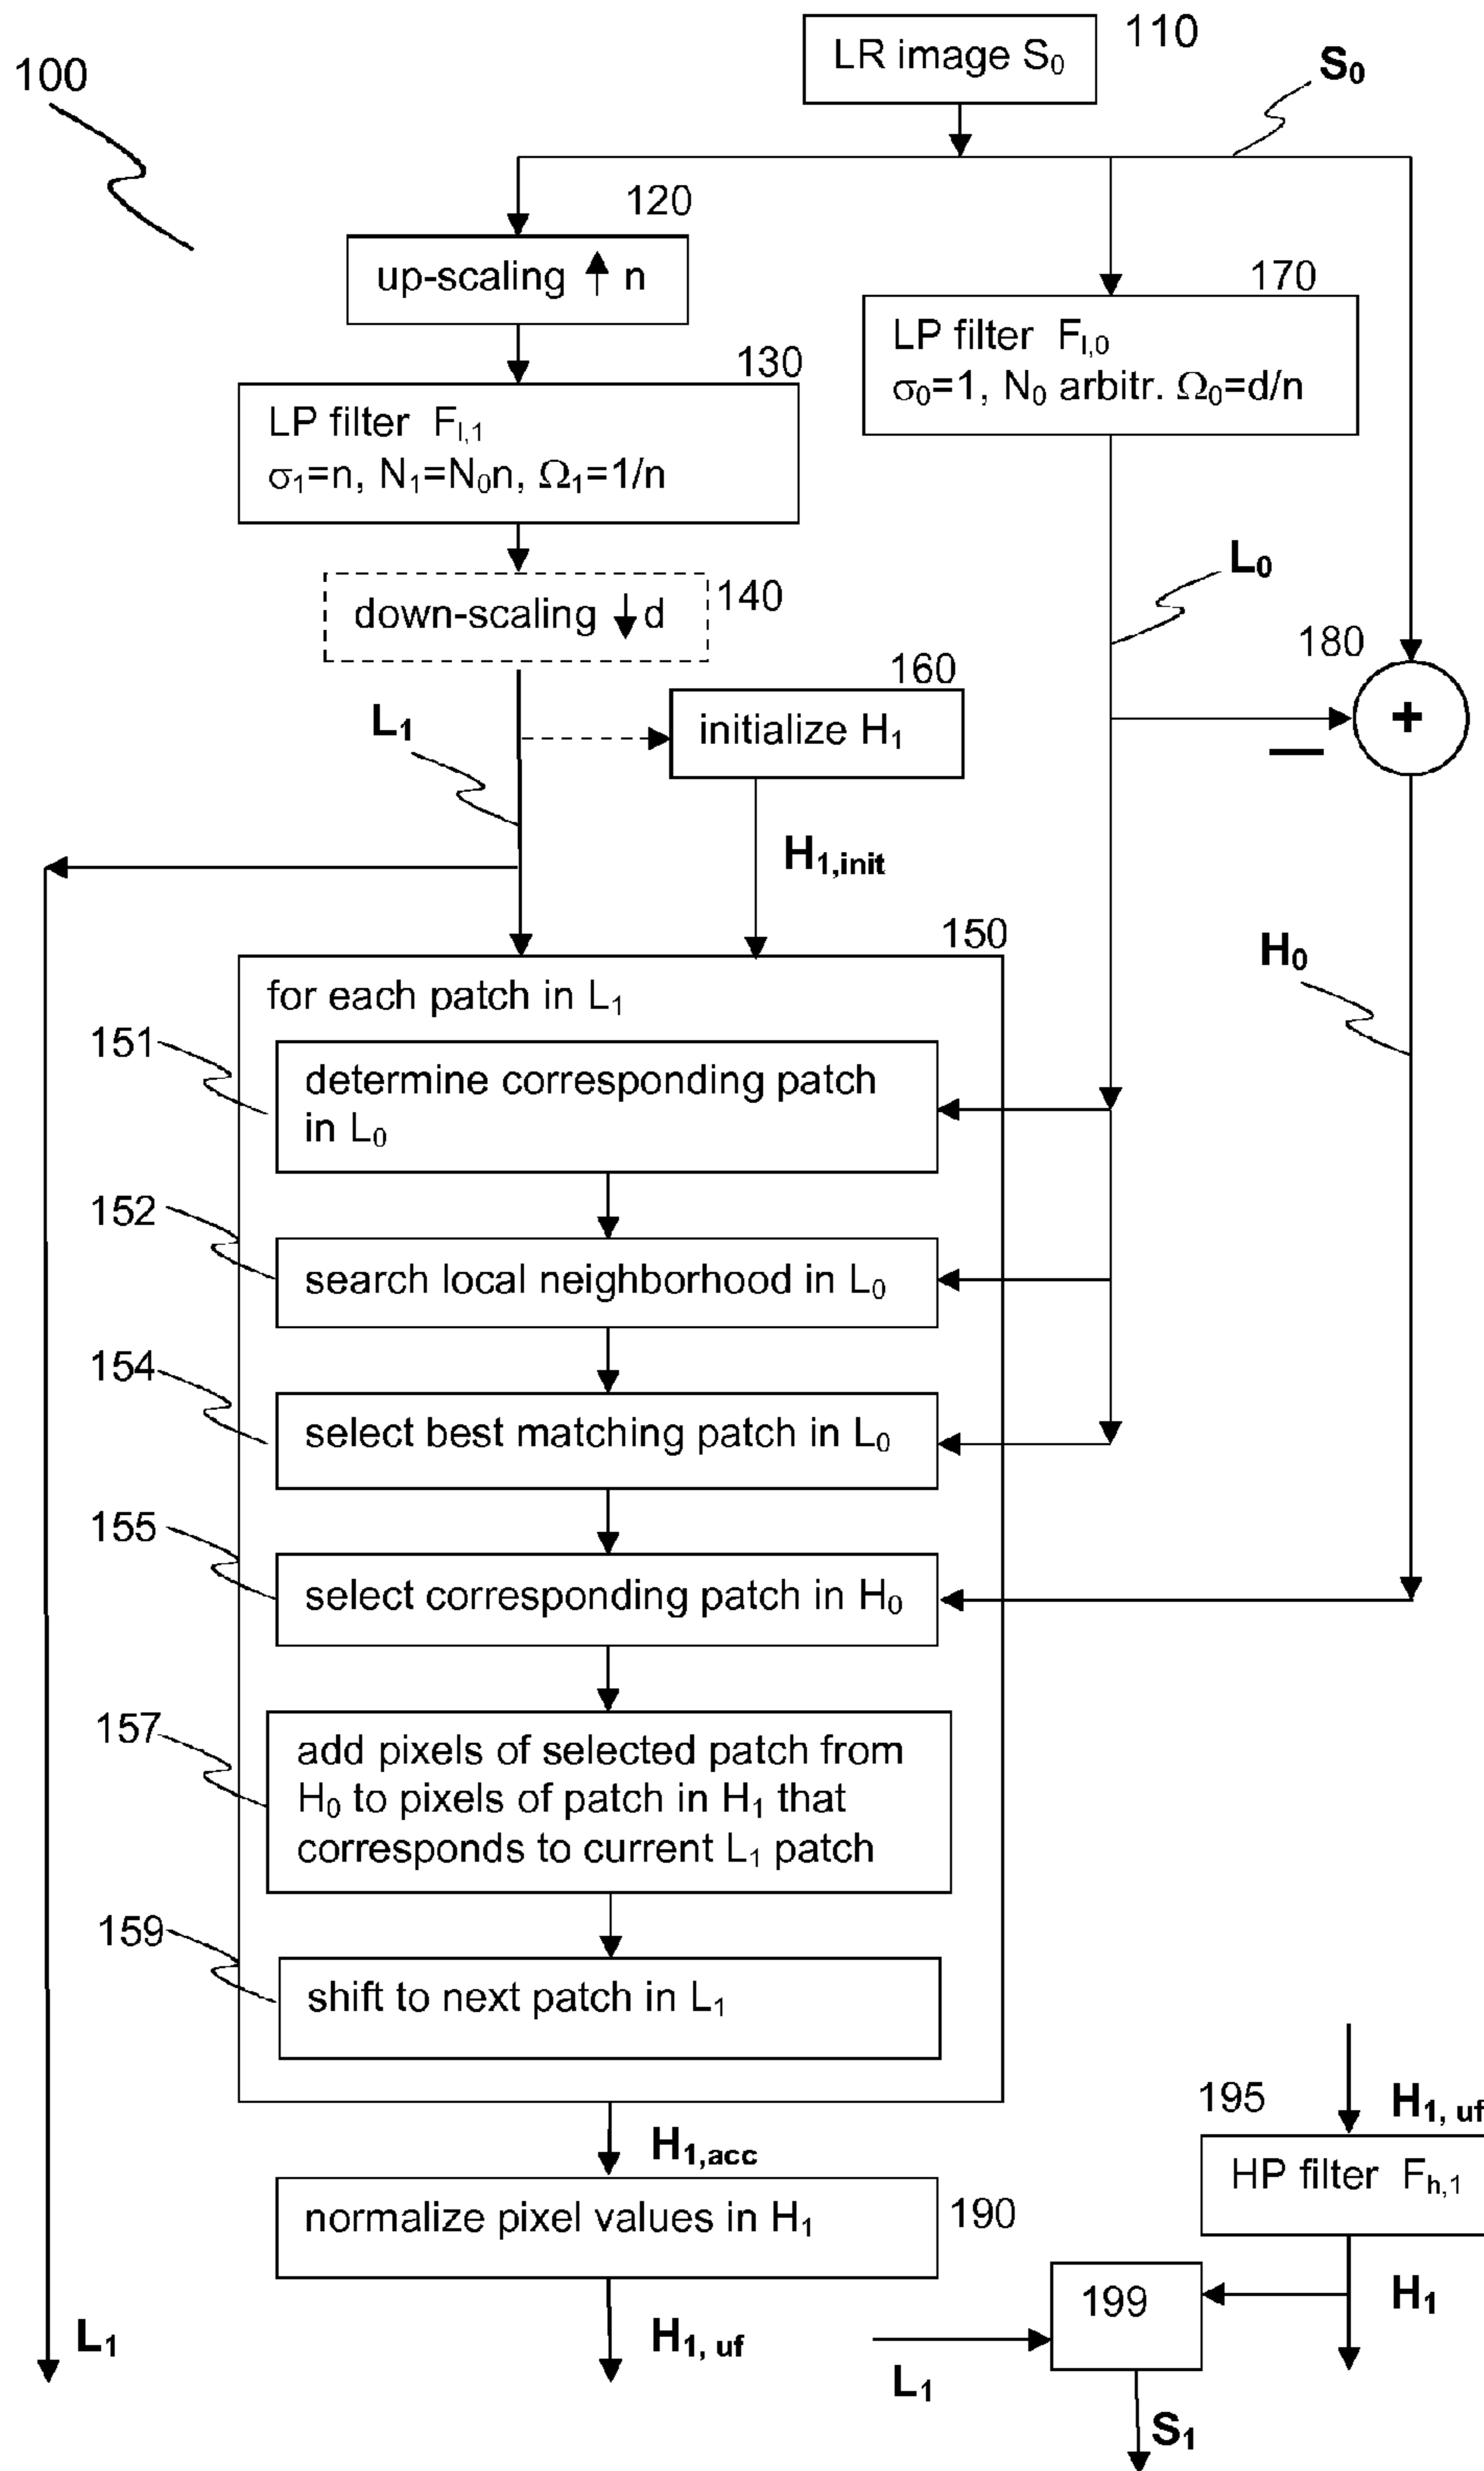 110
LR image S₀
S₀
100
120
up-scaling ↑ n
170
LP filter F_l,0
σ₀=1, N₀ arbitr. Ω₀=d/n
130
LP filter F_l,1
σ₁=n, N₁=N₀n, Ω₁=1/n
140
down-scaling ↓ d
L₀
180
+
—
160
initialize H₁
L₁
H₁,init
H₀
150
for each patch in L₁
151
determine corresponding patch
in L₀
152
search local neighborhood in L₀
154
select best matching patch in L₀
155
select corresponding patch in H₀
157
add pixels of selected patch from
H₀ to pixels of patch in H₁ that
corresponds to current L₁ patch
159
shift to next patch in L₁
H₁,acc
190
normalize pixel values in H₁
H₁, uf
L₁
195
H₁, uf
HP filter F_h,1
199
H₁
L₁
S₁